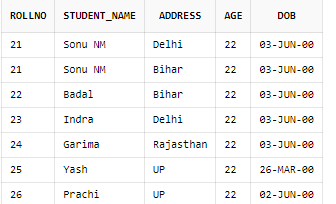 ROLLNO STUDENT_NAME ADDRESS AGE DOB
21 Sonu NM Delhi 22 03-JUN-00
21 Sonu NM Bihar 22 03-JUN-00
22 Badal Bihar 22 03-JUN-00
23 Indra Delhi 22 03-JUN-00
24 Garima Rajasthan 22 03-JUN-00
25 Yash UP 22 26-MAR-00
26 Prachi UP 22 02-JUN-00